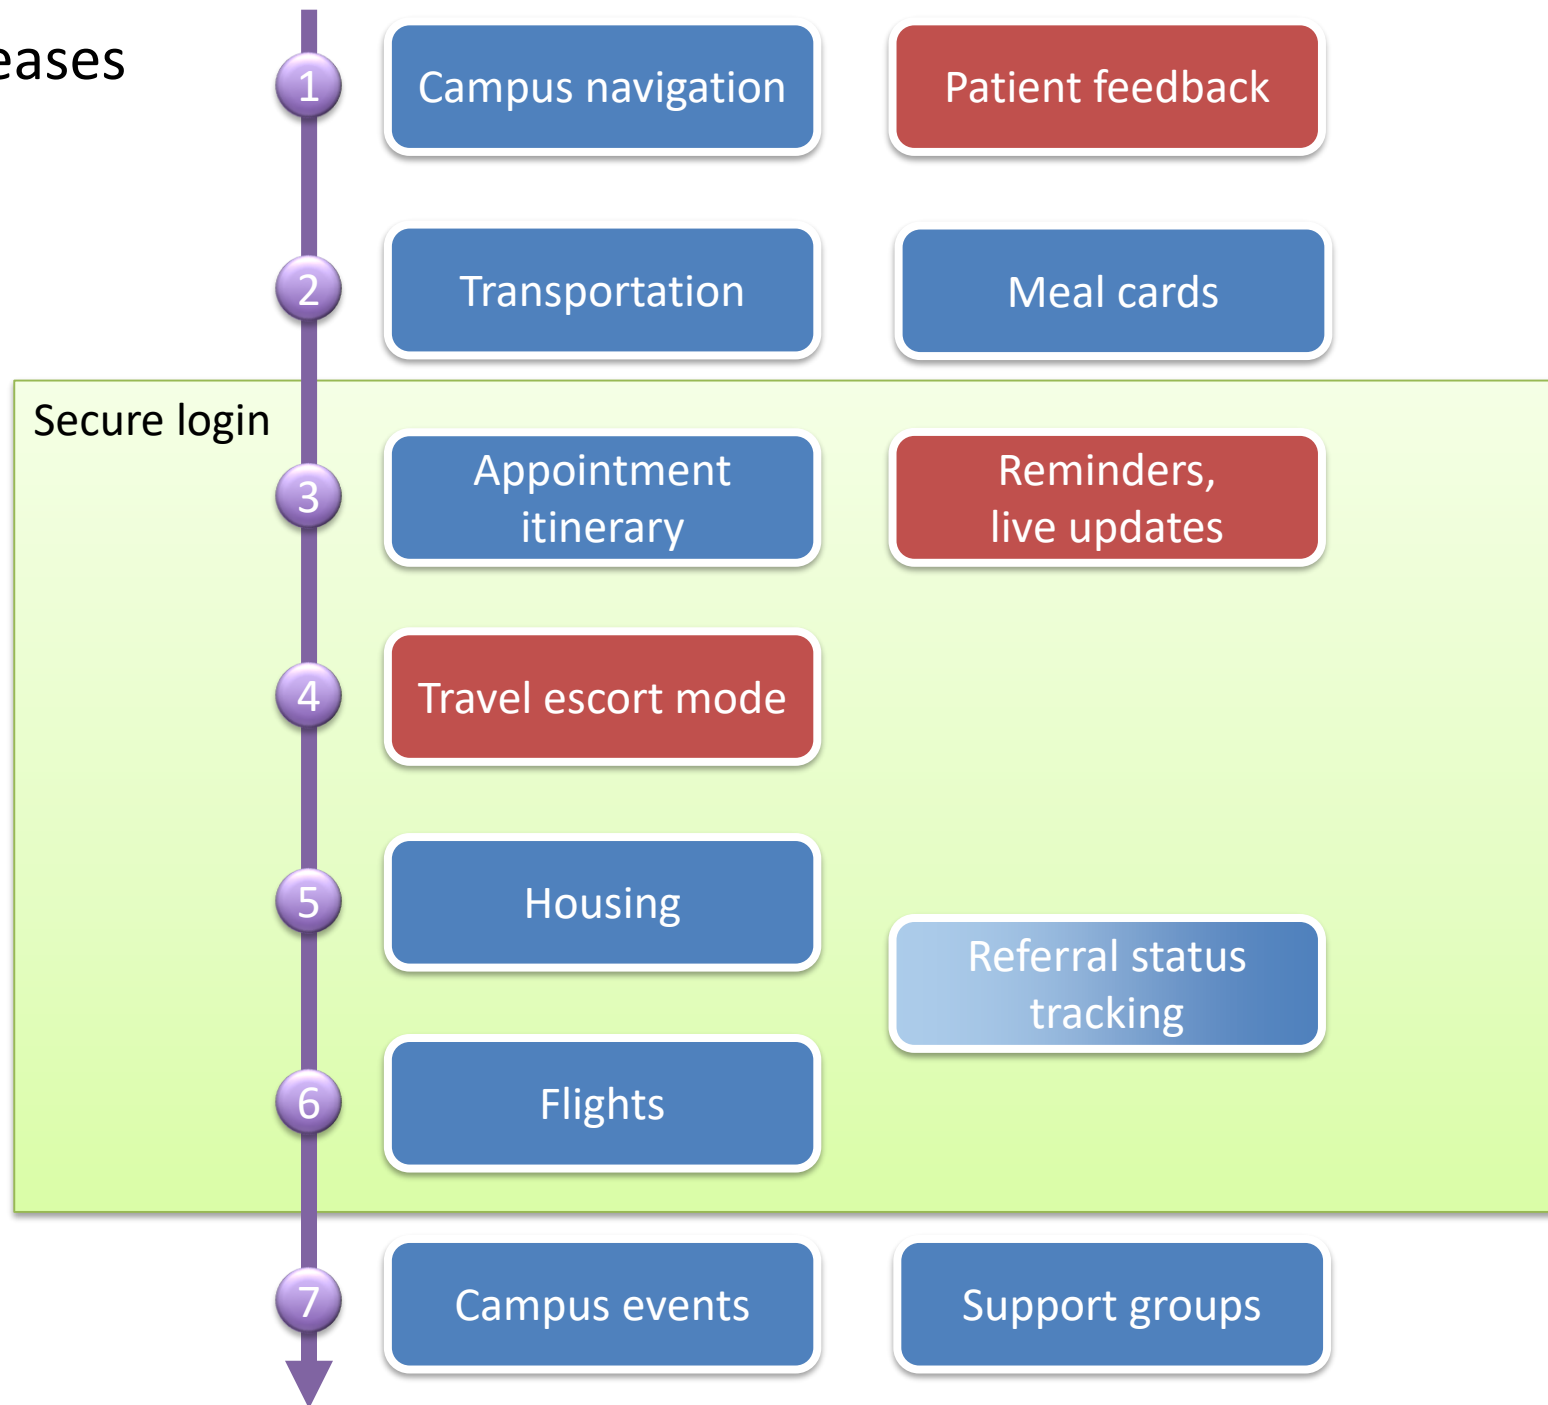 eases
1
Campus navigation
Patient feedback
2
Transportation
Meal cards
Secure login
3
Appointment
itinerary
Reminders,
live updates
4
Travel escort mode
5
Housing
Referral status
tracking
6
Flights
7
Campus events
Support groups